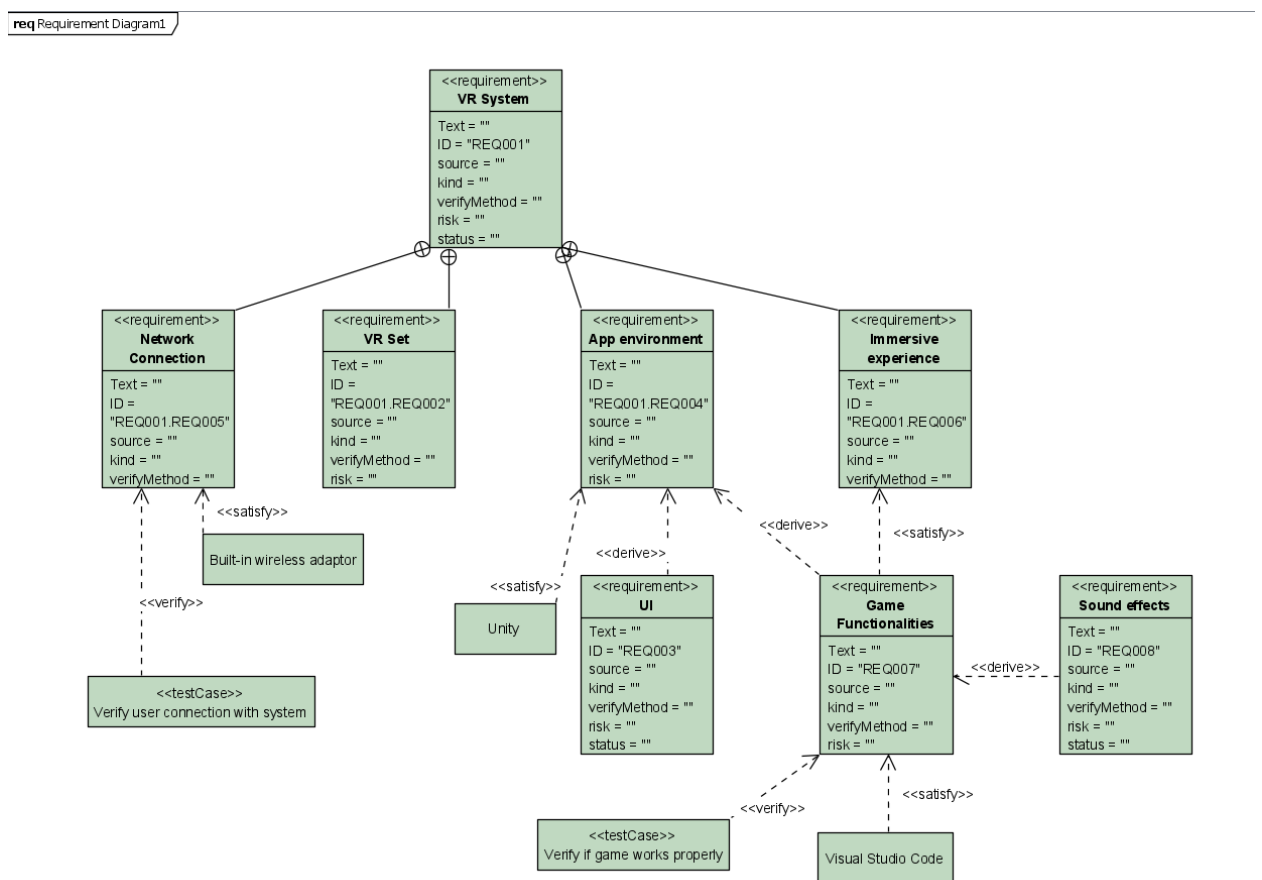 req Requirement Diagram1
<<requirement>>
VR System
Text = ""
ID = "REQ001"
source = ""
kind = ""
verifyMethod = ""
risk = ""
status = ""
<<requirement>>
Network
Connection
Text = ""
ID =
"REQ001.REQ005"
source = ""
kind = ""
verifyMethod = ""
<<requirement>>
VR Set
Text = ""
ID =
"REQ001.REQ002"
source = ""
kind = ""
verifyMethod = ""
risk = ""
<<requirement>>
App environment
Text = ""
ID =
"REQ001.REQ004"
source = ""
kind = ""
verifyMethod = ""
risk = ""
<<requirement>>
Immersive
experience
Text = ""
ID =
"REQ001.REQ006"
source = ""
kind = ""
verifyMethod = ""
<<satisfy>>
Built-in wireless adaptor
<<verify>>
<<testCase>>
Verify user connection with system
<<satisfy>>
Unity
<<derive>>
<<requirement>>
UI
Text = ""
ID = "REQ003"
source = ""
kind = ""
verifyMethod = ""
risk = ""
status = ""
<<derive>>
<<satisfy>>
<<requirement>>
Game
Functionalities
Text = ""
ID = "REQ007"
source = ""
kind = ""
verifyMethod = ""
risk = ""
<<derive>>
<<requirement>>
Sound effects
Text = ""
ID = "REQ008"
source = ""
kind = ""
verifyMethod = ""
risk = ""
status = ""
<<verify>>
<<testCase>>
Verify if game works properly
<<satisfy>>
Visual Studio Code